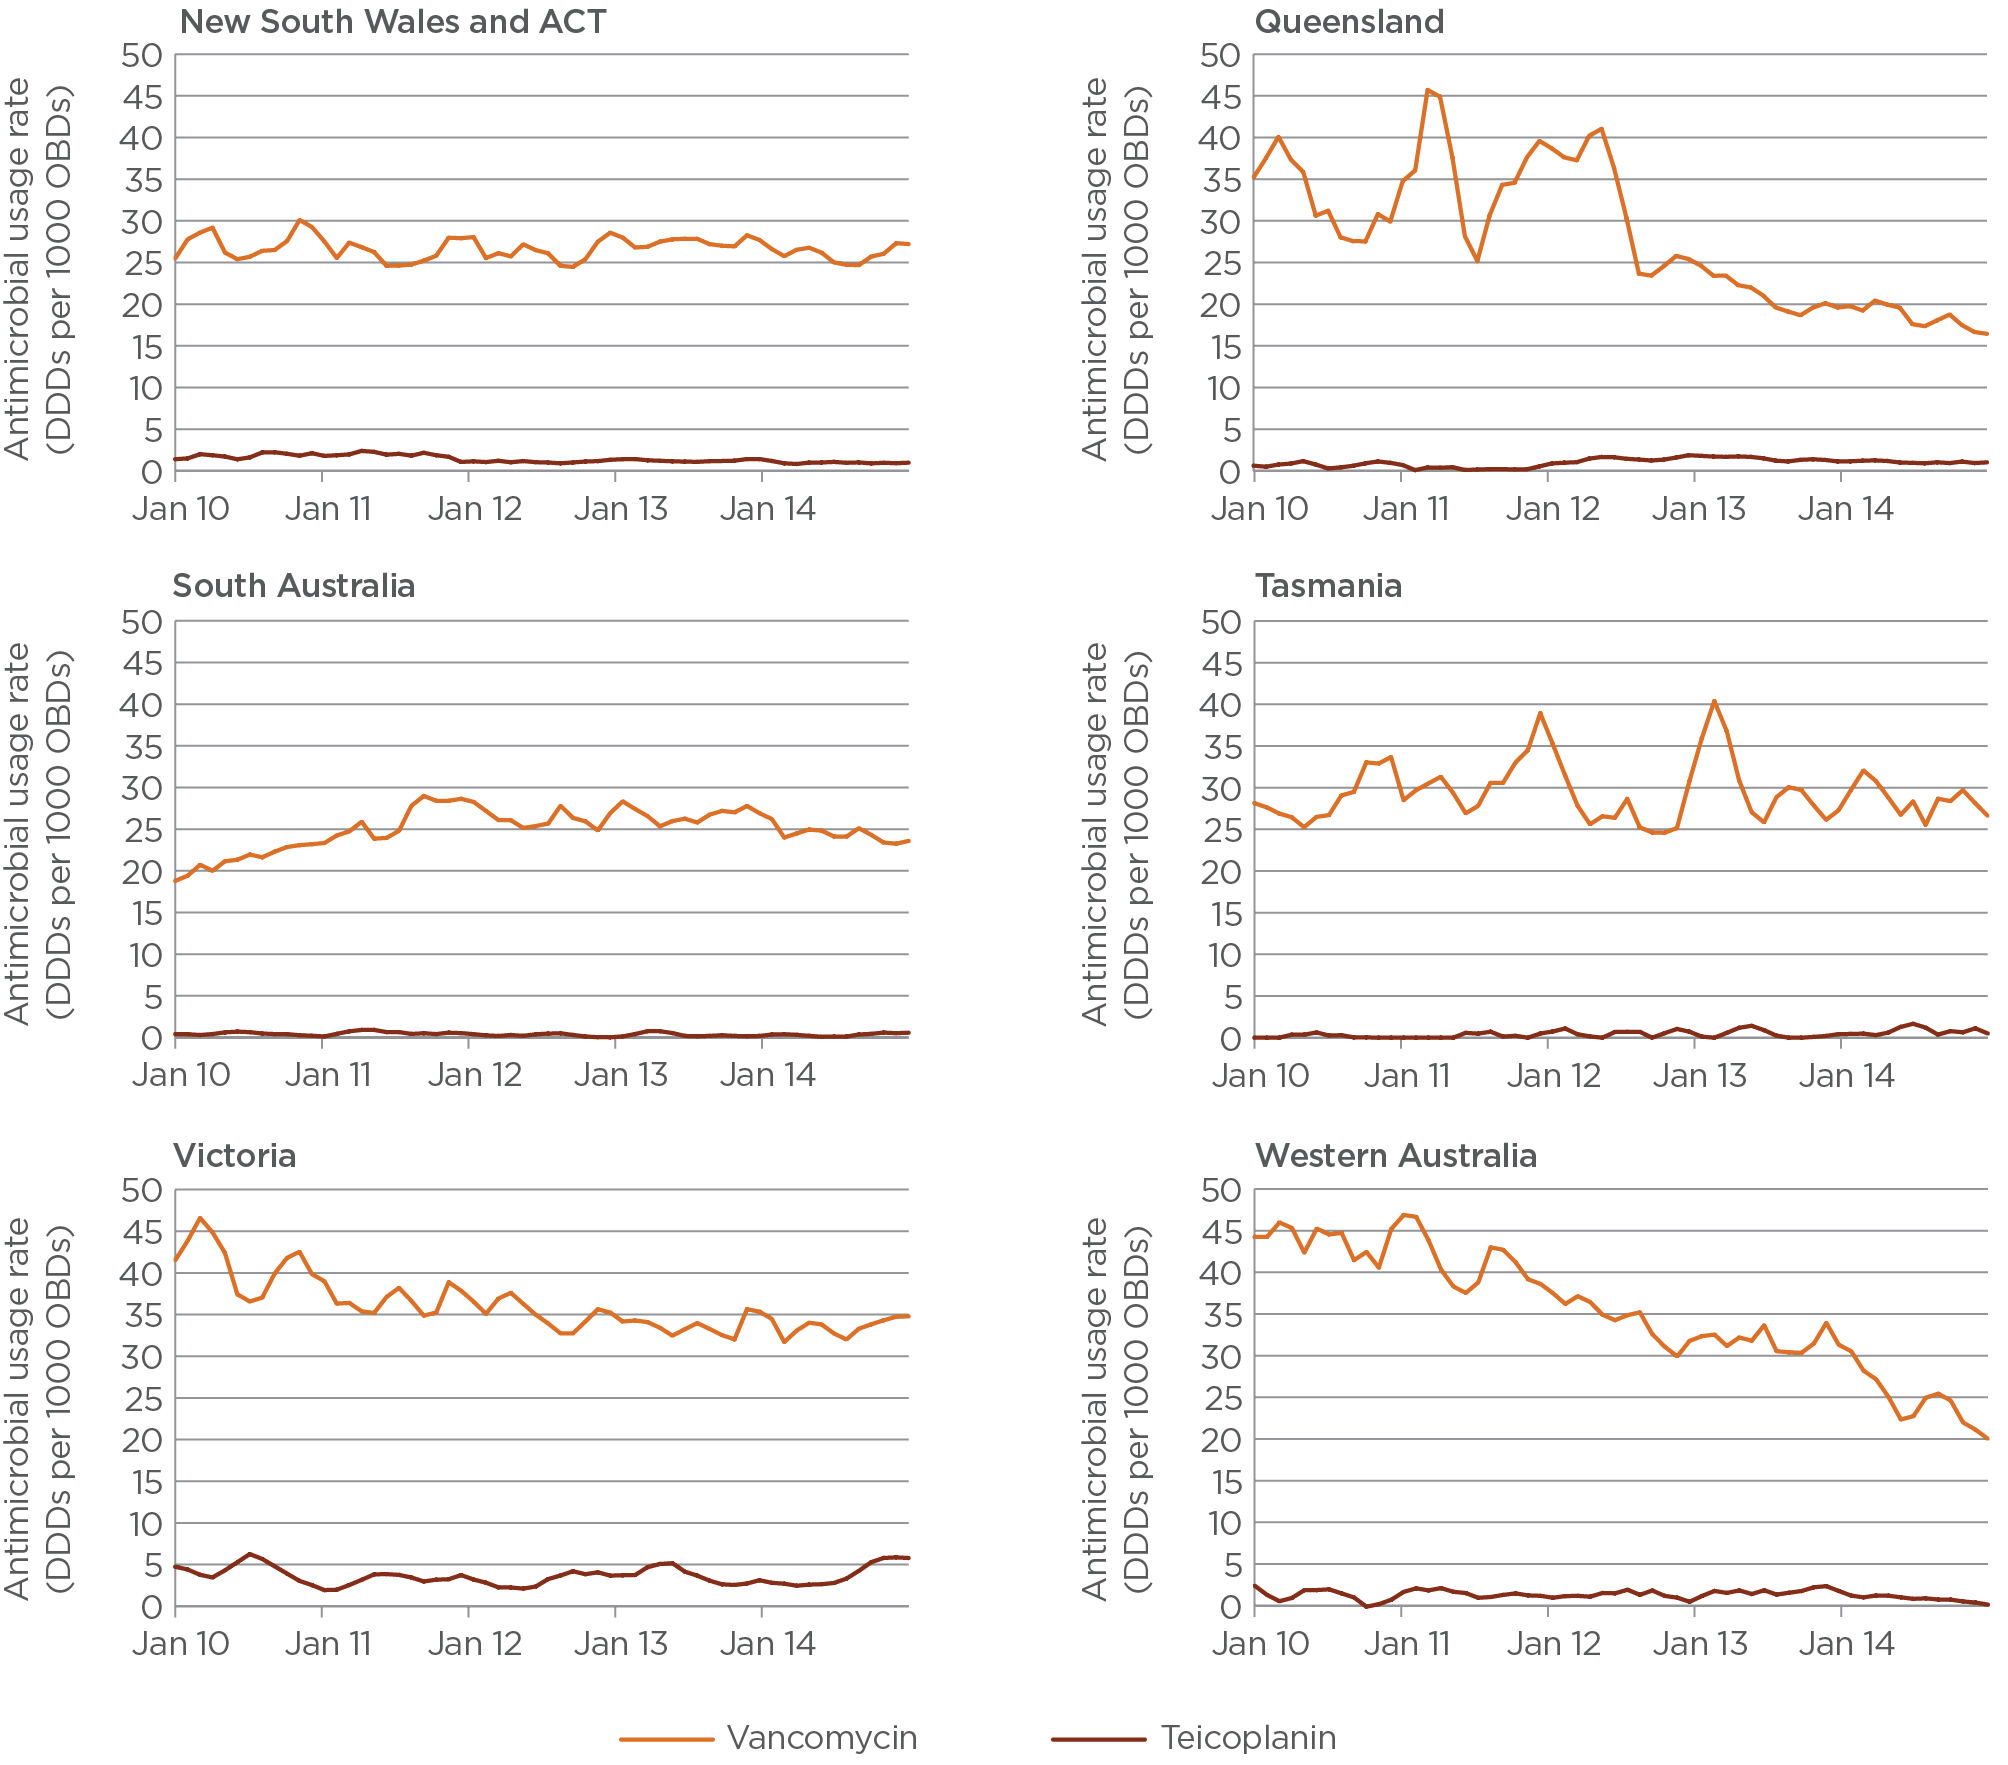 New South Wales and ACT
Antimicrobial usage rate
(DDDs per 1000 OBDs)
50
45
40
35
30
25
20
15
10
5
0
Jan 10 Jan 11 Jan 12 Jan 13 Jan 14
Queensland
Antimicrobial usage rate
(DDDs per 1000 OBDs)
50
45
40
35
30
25
20
15
10
5
0
Jan 10 Jan 11 Jan 12 Jan 13 Jan 14
South Australia
Antimicrobial usage rate
(DDDs per 1000 OBDs)
50
45
40
35
30
25
20
15
10
5
0
Jan 10 Jan 11 Jan 12 Jan 13 Jan 14
Tasmania
Antimicrobial usage rate
(DDDs per 1000 OBDs)
50
45
40
35
30
25
20
15
10
5
0
Jan 10 Jan 11 Jan 12 Jan 13 Jan 14
Victoria
Antimicrobial usage rate
(DDDs per 1000 OBDs)
50
45
40
35
30
25
20
15
10
5
0
Jan 10 Jan 11 Jan 12 Jan 13 Jan 14
Western Australia
Antimicrobial usage rate
(DDDs per 1000 OBDs)
50
45
40
35
30
25
20
15
10
5
0
Jan 10 Jan 11 Jan 12 Jan 13 Jan 14
Vancomycin Teicoplanin